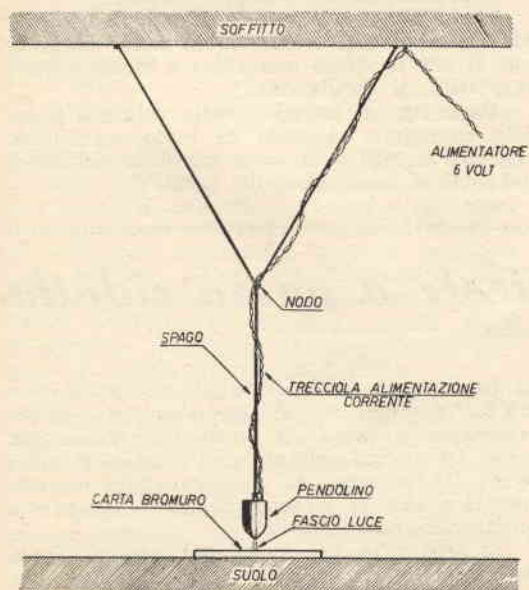 SOFFITTO
ALIMENTATORE
6 VOLT
NODO
SPAGO
TRECCIOLA ALIMENTAZIONE
CORRENTE
PENDOLINO
CARTA BROMURO
FASCIO LUCE
SUOLO